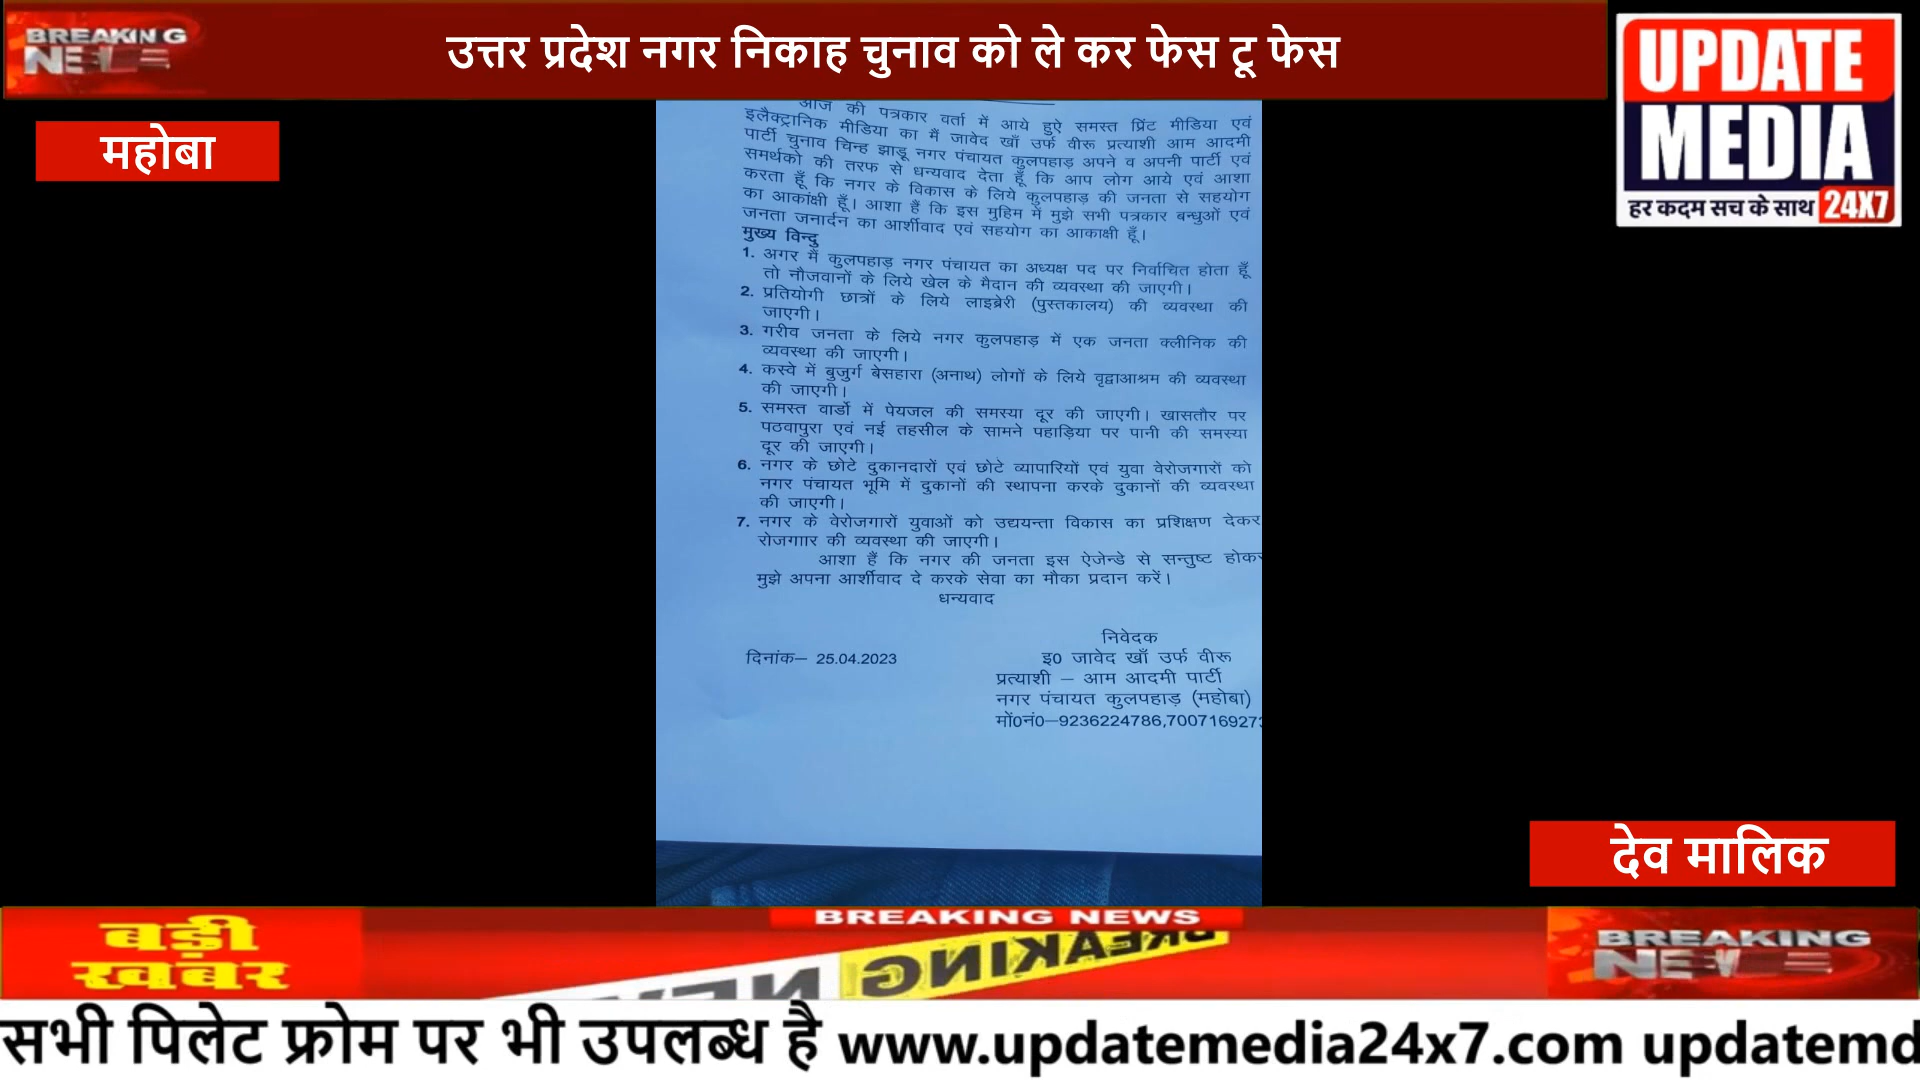 BREAKING
NEWS
उत्तर प्रदेश नगर निकाह चुनाव को ले कर फेस टू फेस
UPDATE
MEDIA
हर कदम सच के साथ 24X7
महोबा
आज की पत्रकार वर्ता में आये हुऐ समस्त प्रिंट मीडिया एवं
इलैक्ट्रानिक मीडिया का मैं जावेद खाँ उर्फ वीरू प्रत्याशी आम आदमी
पार्टी चुनाव चिन्ह झाडू नगर पंचायत कुलपहाड़ अपने व अपनी पार्टी एवं
समर्थको की तरफ से धन्यवाद देता हूँ कि आप लोग आये एवं आशा
करता हूँ कि नगर के विकास के लिये कुलपहाड़ की जनता से सहयोग
का आकांक्षी हूँ। आशा हैं कि इस मुहिम में मुझे सभी पत्रकार बन्धुओं एवं
जनता जनार्दन का आर्शीवाद एवं सहयोग का आकाक्षी हूँ।
मुख्य विन्दु
1. अगर मैं कुलपहाड़ नगर पंचायत का अध्यक्ष पद पर निर्वाचित होता हूँ
तो नौजवानों के लिये खेल के मैदान की व्यवस्था की जाएगी।
2. प्रतियोगी छात्रों के लिये लाइब्रेरी (पुस्तकालय) की व्यवस्था की
जाएगी।
3. गरीव जनता के लिये नगर कुलपहाड़ में एक जनता क्लीनिक की
व्यवस्था की जाएगी।
4. कस्वे में बुजुर्ग बेसहारा (अनाथ) लोगों के लिये वृद्वाआश्रम की व्यवस्था
की जाएगी।
5. समस्त वार्डो में पेयजल की समस्या दूर की जाएगी। खासतौर पर
पठवापुरा एवं नई तहसील के सामने पहाड़िया पर पानी की समस्या
दूर की जाएगी।
6. नगर के छोटे दुकानदारों एवं छोटे व्यापारियों एवं युवा वेरोजगारों को
नगर पंचायत भूमि में दुकानों की स्थापना करके दुकानों की व्यवस्था
की जाएगी।
7. नगर के वेरोजगारों युवाओं को उद्ययन्ता विकास का प्रशिक्षण देकर
रोजगाार की व्यवस्था की जाएगी।
आशा हैं कि नगर की जनता इस ऐजेन्डे से सन्तुष्ट होकर
मुझे अपना आर्शीवाद दे करके सेवा का मौका प्रदान करें।
धन्यवाद
निवेदक
दिनांक– 25.04.2023
इ0 जावेद खाँ उर्फ वीरू
प्रत्याशी – आम आदमी पार्टी
नगर पंचायत कुलपहाड़ (महोबा)
मों0नं0–9236224786,7007169273
देव मालिक
बड़ी
खबर
BREAKING NEWS
BREAKING
BREAKING
NEWS
सभी पिलेट फ्रोम पर भी उपलब्ध है www.updatemedia24x7.com updatemd